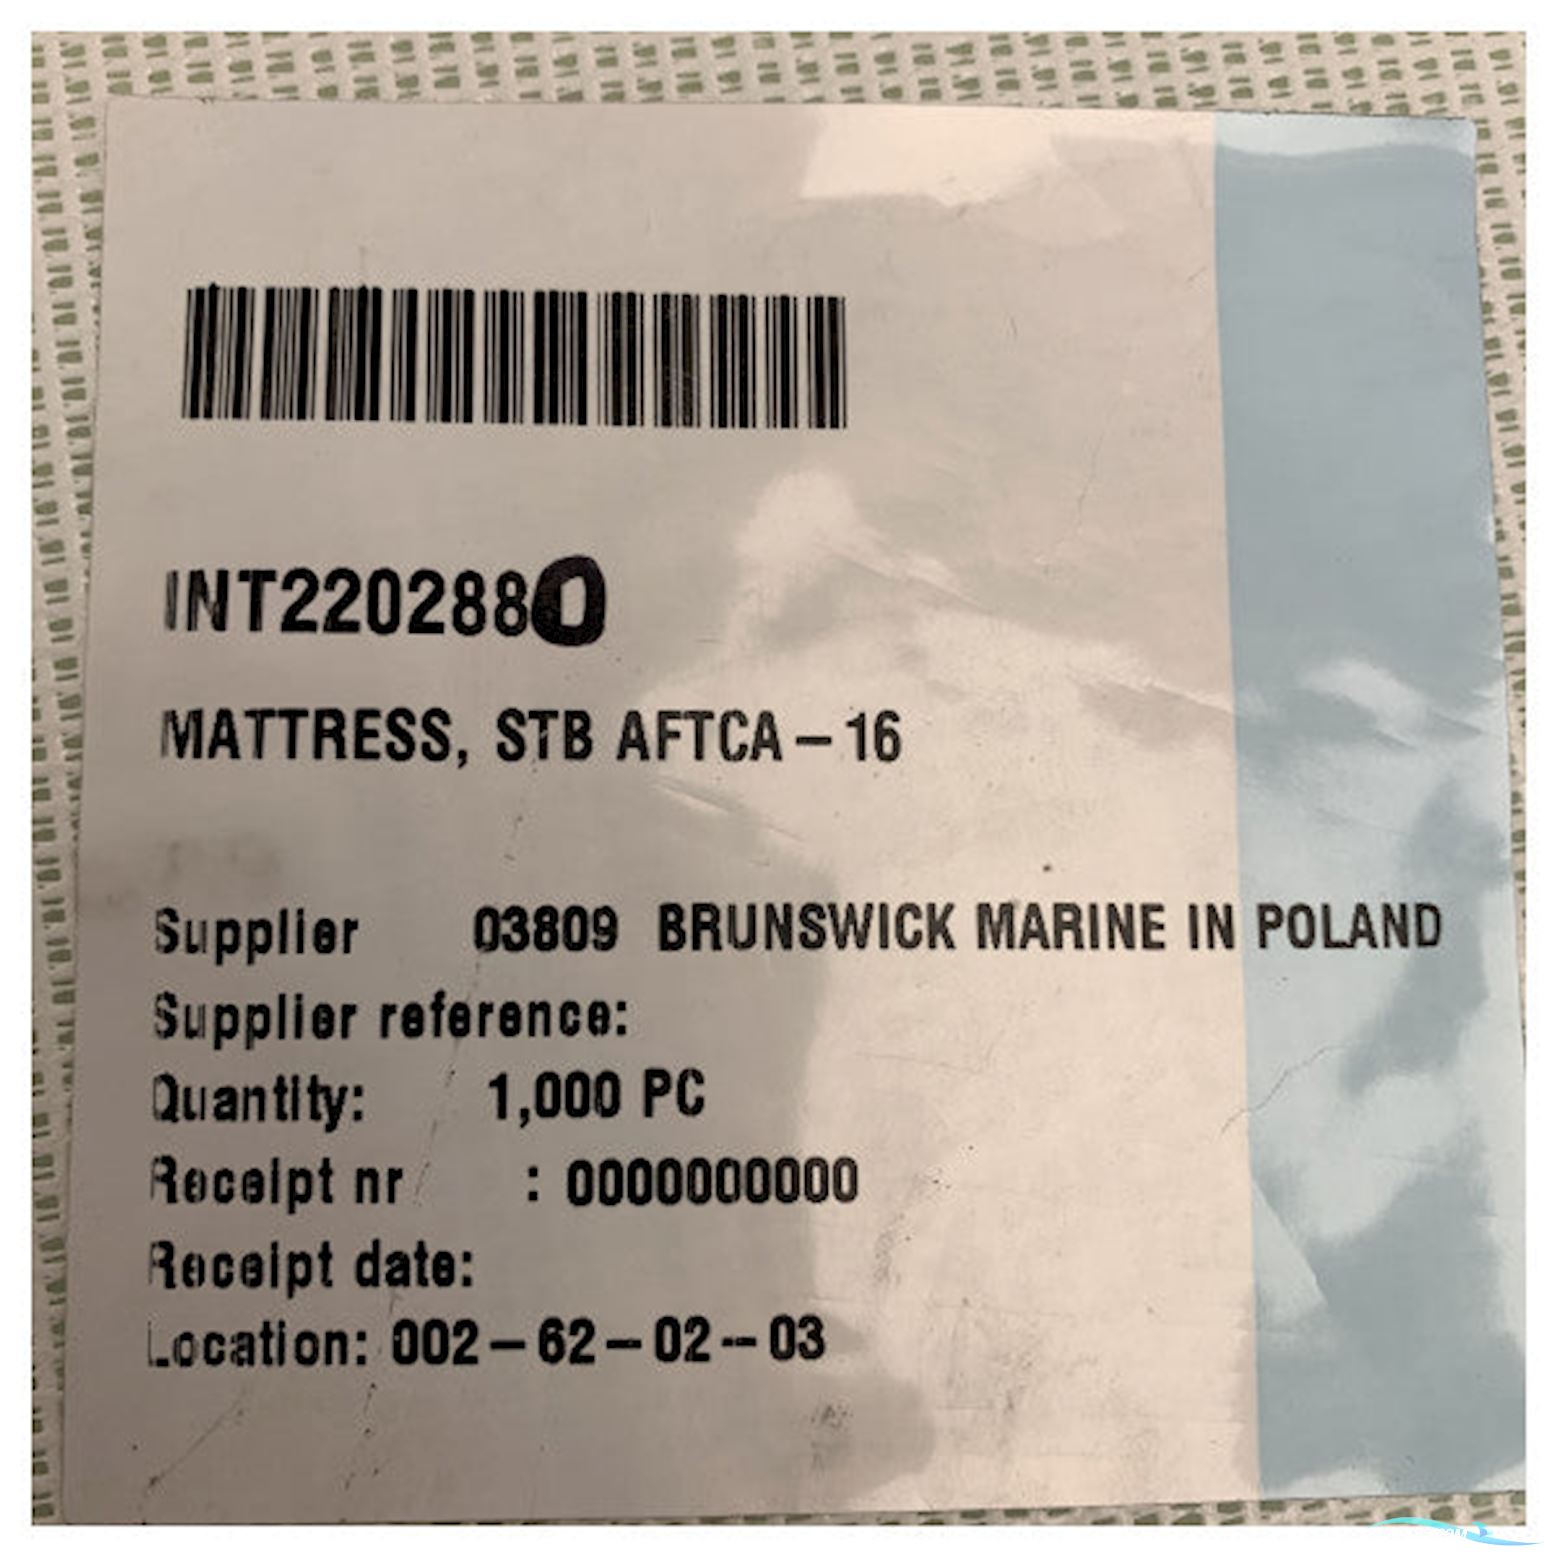 INT2202880
MATTRESS, STB AFTCA-16
Supplier 03809 BRUNSWICK MARINE IN POLAND
Supplier reference:
Quantity: 1,000 PC
Receipt nr : 0000000000
Receipt date:
Location: 002-62-02-03